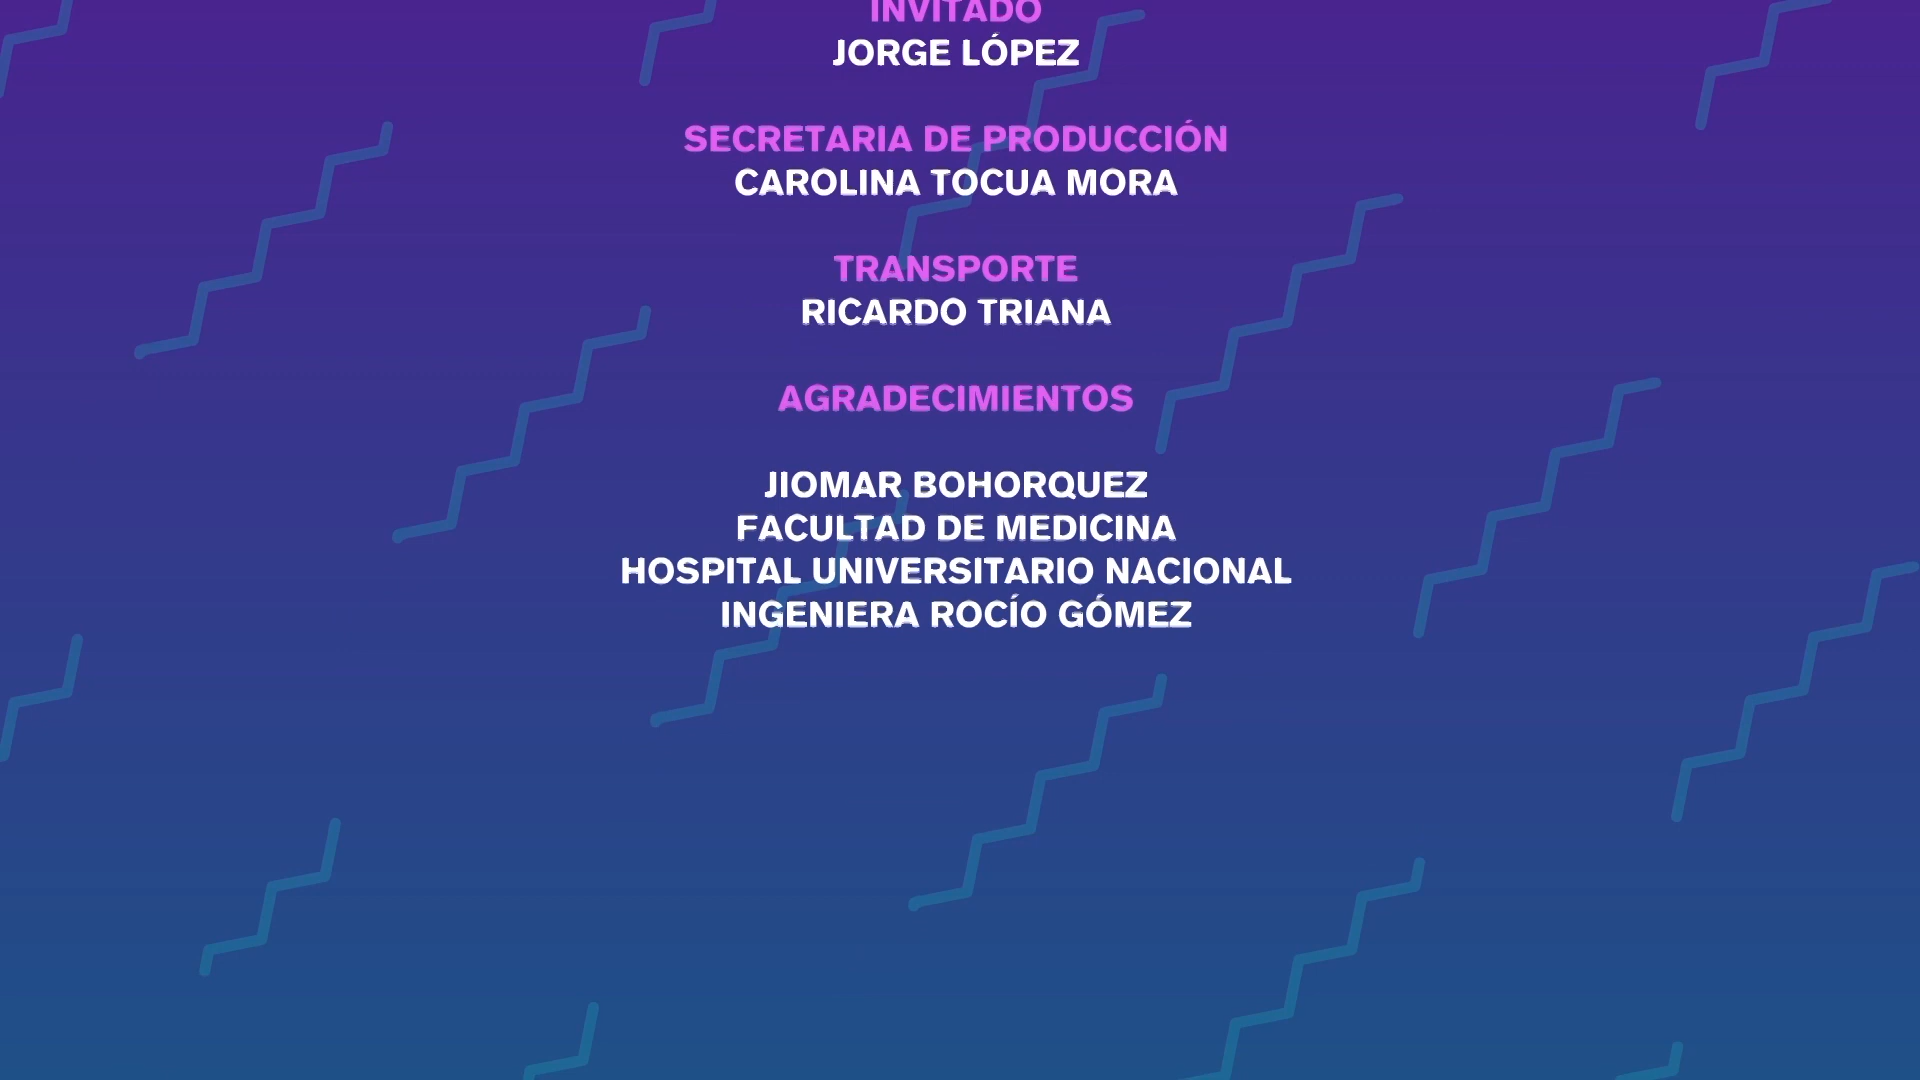 INVITADO
JORGE LÓPEZ
SECRETARIA DE PRODUCCIÓN
CAROLINA TOCUA MORA
TRANSPORTE
RICARDO TRIANA
AGRADECIMIENTOS
JIOMAR BOHORQUEZ
FACULTAD DE MEDICINA
HOSPITAL UNIVERSITARIO NACIONAL
INGENIERA ROCÍO GÓMEZ